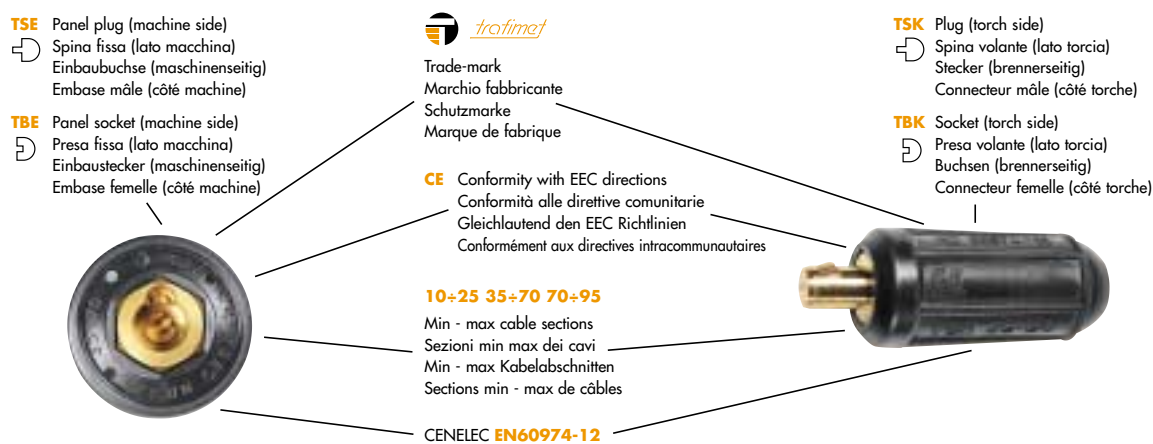 TSE Panel plug (machine side)
Spina fissa (lato macchina)
Einbaubuchse (maschinenseitig)
Embase mâle (côté machine)
TBE Panel socket (machine side)
Presa fissa (lato macchina)
Einbaustecker (maschinenseitig)
Embase femelle (côté machine)
trafimet
Trade-mark
Marchio fabbricante
Schutzmarke
Marque de fabrique
CE Conformity with EEC directions
Conformità alle direttive comunitarie
Gleichlautend den EEC Richtlinien
Conformément aux directives intracommunautaires
10÷25 35÷70 70÷95
Min - max cable sections
Sezioni min max dei cavi
Min - max Kabelabschnitten
Sections min - max de câbles
CENELEC EN60974-12
TSK Plug (torch side)
Spina volante (lato torcia)
Stecker (brennerseitig)
Connecteur mâle (côté torche)
TBK Socket (torch side)
Presa volante (lato torcia)
Buchsen (brennerseitig)
Connecteur femelle (côté torche)